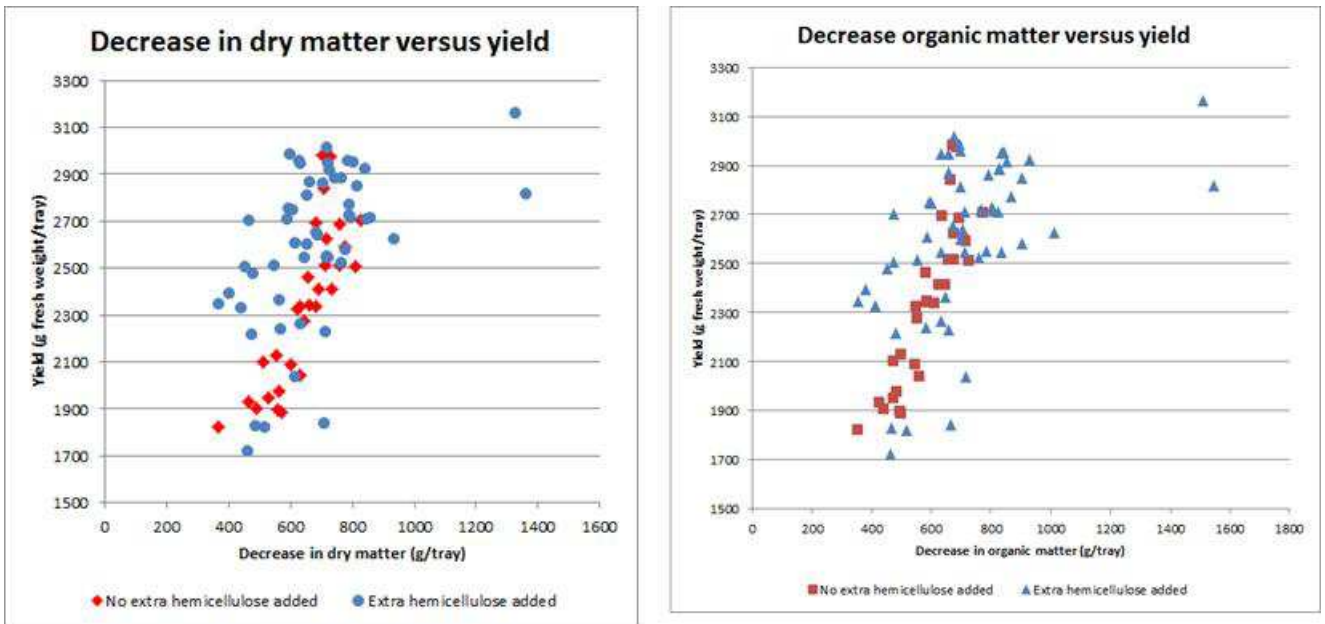 Decrease in dry matter versus yield
3300
3100
2900
2700
2500
2300
2100
1900
1700
1500
Yield (g fresh weight/tray)
0 200 400 600 800 1000 1200 1400 1600
Decrease in dry matter (g/tray)
No extra hemicellulose added Extra hemicellulose added
Decrease organic matter versus yield
3300
3100
2900
2700
2500
2300
2100
1900
1700
1500
Yield (g fresh weight/tray)
0 200 400 600 800 1000 1200 1400 1600 1800
Decrease in organic matter (g/tray)
No extra hemicellulose added Extra hemicellulose added